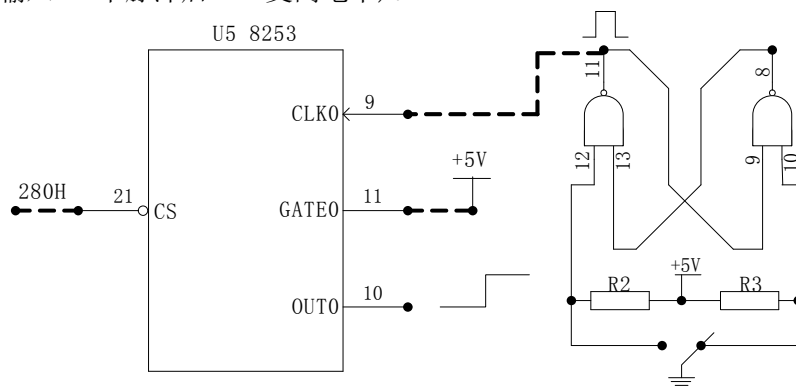 U5 8253
CLK0
9
11
8
12
13
9
10
+5V
280H
21
CS
GATE0
11
OUT0
10
+5V
R2
R3